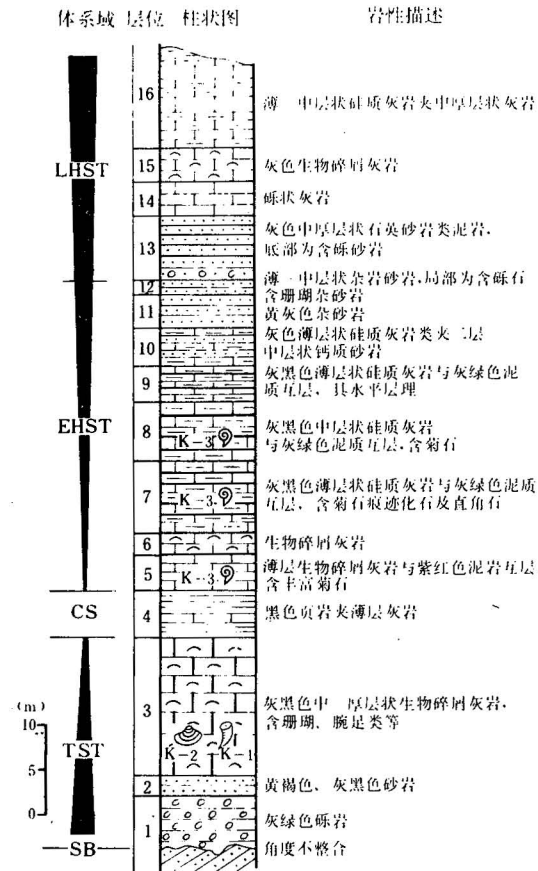 体系域 层位 柱状图 岩性描述
16 薄—中层状硅质灰岩夹中厚层状灰岩
LHST
15 灰色生物碎屑灰岩
14 砾状灰岩
灰色中厚层状石英砂岩类泥岩，
13 底部为含砾砂岩
12 薄—中层状杂岩砂岩，局部为含砾石
含珊瑚杂砂岩
11 黄灰色杂砂岩
灰色薄层状硅质灰岩类夹二层
10 中层状钙质砂岩
9 灰黑色薄层状硅质灰岩与灰绿色泥
质互层，具水平层理
EHST
8 灰黑色中层状硅质灰岩
K-3 与灰绿色泥质互层，含菊石
7 灰黑色薄层状硅质灰岩与灰绿色泥质
K-3 互层，含菊石痕迹化石及直角石
6 生物碎屑灰岩
5 薄层生物碎屑灰岩与紫红色泥岩互层
K-3 含丰富菊石
CS 4 黑色页岩夹薄层灰岩
3 灰黑色中—厚层状生物碎屑灰岩，
含珊瑚、腕足类等
(m)
10
5
0
TST
K-2 K-1
2 黄褐色、灰黑色砂岩
1 灰绿色砾岩
SB 角度不整合